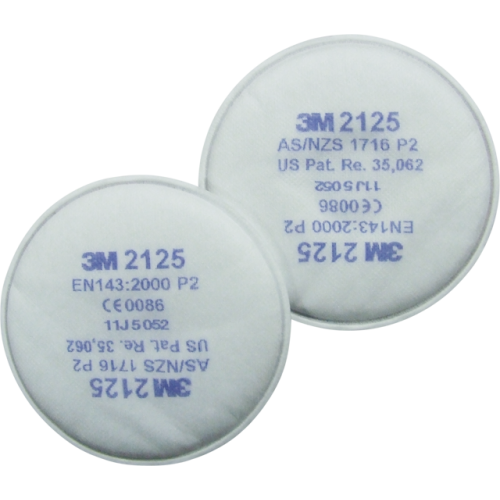 3M 2125
AS/NZS 1716 P2
US Pat. Re. 35,062
11J5052
CE0086
EN143:2000 P2
3M 2125
3M 2125
EN143:2000 P2
CE0086
11J5052
US Pat. Re. 35,062
AS/NZS 1716 P2
3M 2125